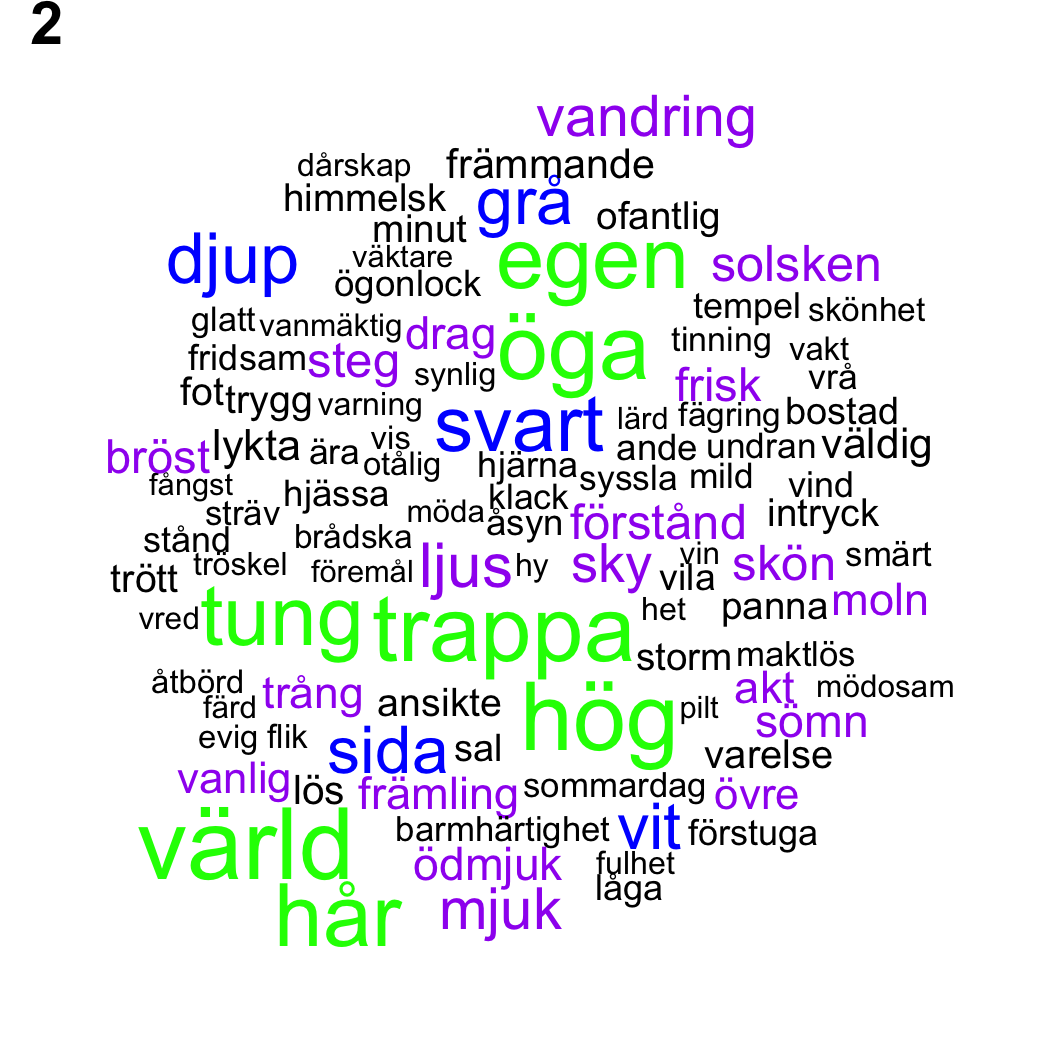 2
vandring
dårskap främmande
himmelsk grå ofantlig
minut
djup väktare egen solsken
ögonlock
tempel skönhet
glatt vanmäktig drag öga tinning vakt
fridsam steg synlig frisk vrå
fot trygg varning svart lärd fägring bostad
bröst lykta ära vis ande undran väldig
otålig hjärna syssla mild vind
fångst hjässa klack
sträv möda åsyn förstånd intryck
stånd brådska
trött tröskel föremål ljus hy sky vin skön smärt
vila
vred tung trappa het panna moln
storm maktlös
åtbörd trång ansikte hög akt mödosam
färd pilt sömn
evig flik sida sal varelse
vanlig lös främling sommardag övre
värld barmhärtighet vit förstuga
ödmjuk fulhet
låga
hår mjuk